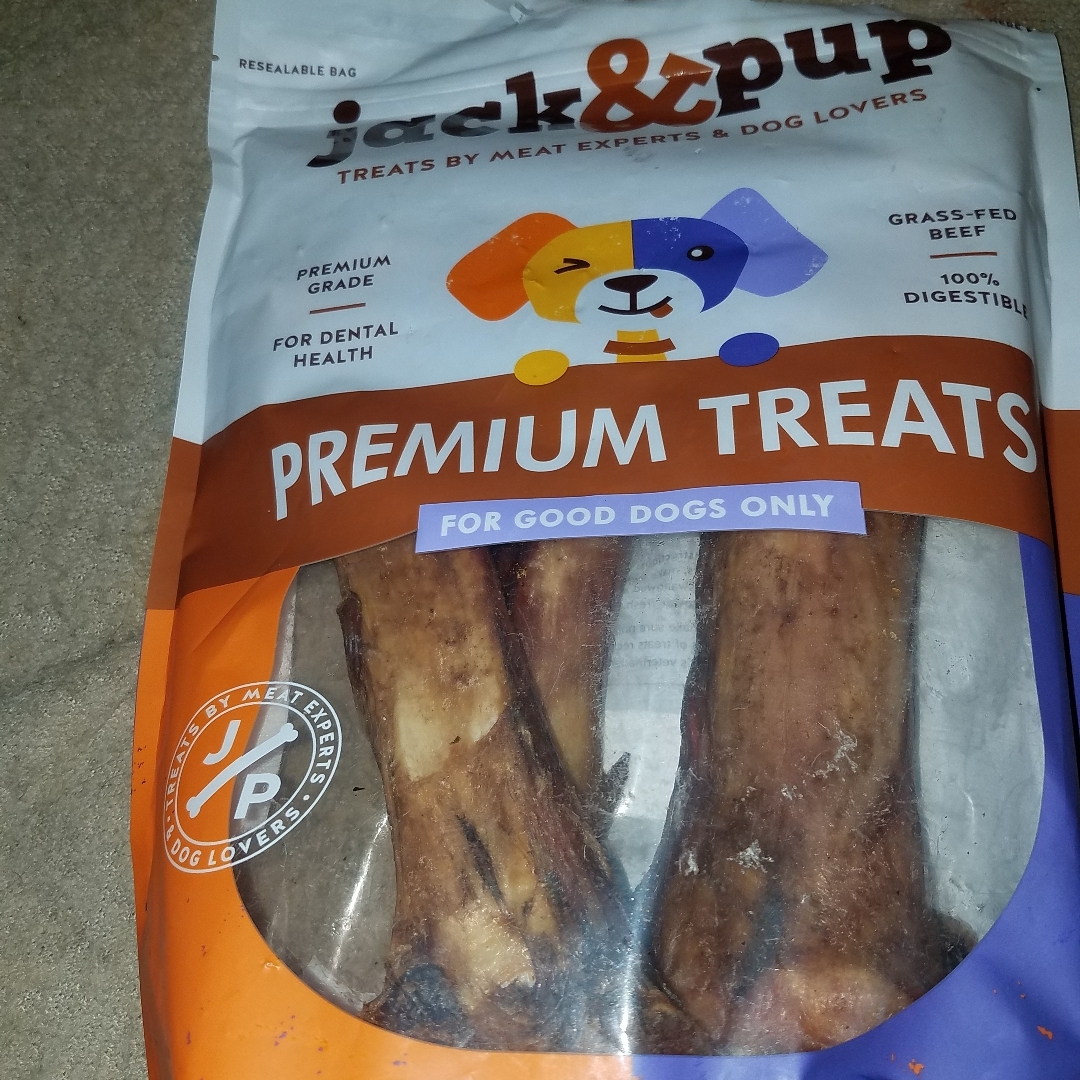 RESEALABLE BAG
jack&pup
TREATS BY MEAT EXPERTS & DOG LOVERS
PREMIUM
GRADE
FOR DENTAL
HEALTH
GRASS-FED
BEEF
100%
DIGESTIBLE
PREMIUM TREATS
FOR GOOD DOGS ONLY
TREATS BY MEAT EXPERTS
& DOG LOVERS
J
P